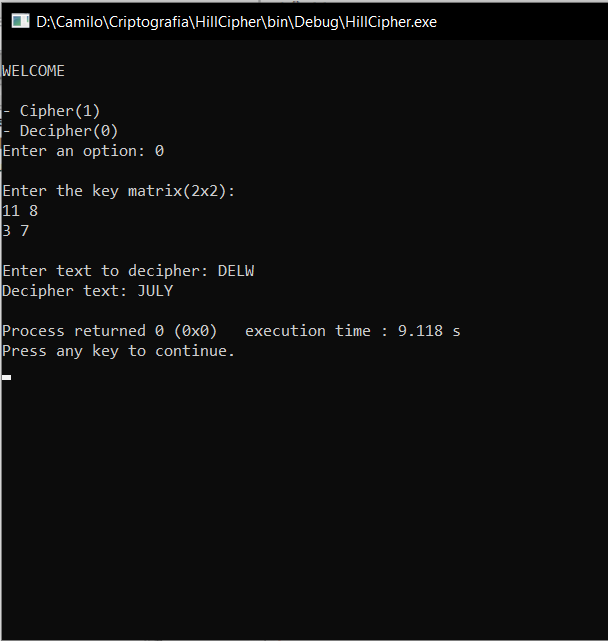 D:\Camilo\Criptografia\HillCipher\bin\Debug\HillCipher.exe
WELCOME
- Cipher(1)
- Decipher(0)
Enter an option: 0
Enter the key matrix(2x2):
11 8
3 7
Enter text to decipher: DELW
Decipher text: JULY
Process returned 0 (0x0)   execution time : 9.118 s
Press any key to continue.